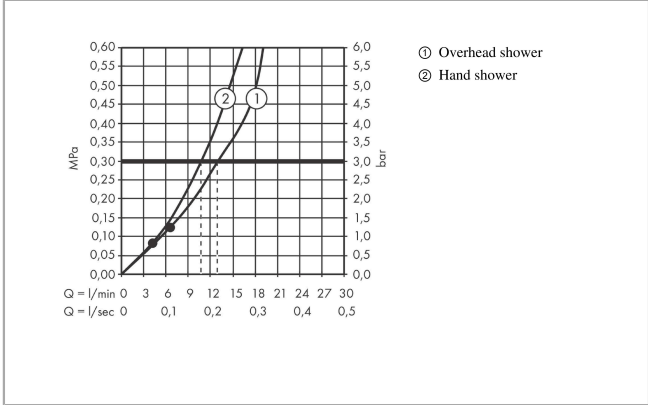 0,60 6,0 ① Overhead shower
0,55 5,5
0,50 5,0 ② Hand shower
0,45 2 1 4,5
0,40 4,0
0,35 3,5
MPa 0,30 3,0 bar
0,25 2,5
0,20 2,0
0,15 1,5
0,10 1,0
0,05 0,5
0,00 0,0
Q = l/min 0 3 6 9 12 15 18 21 24 27 30
Q = l/sec 0 0,1 0,2 0,3 0,4 0,5